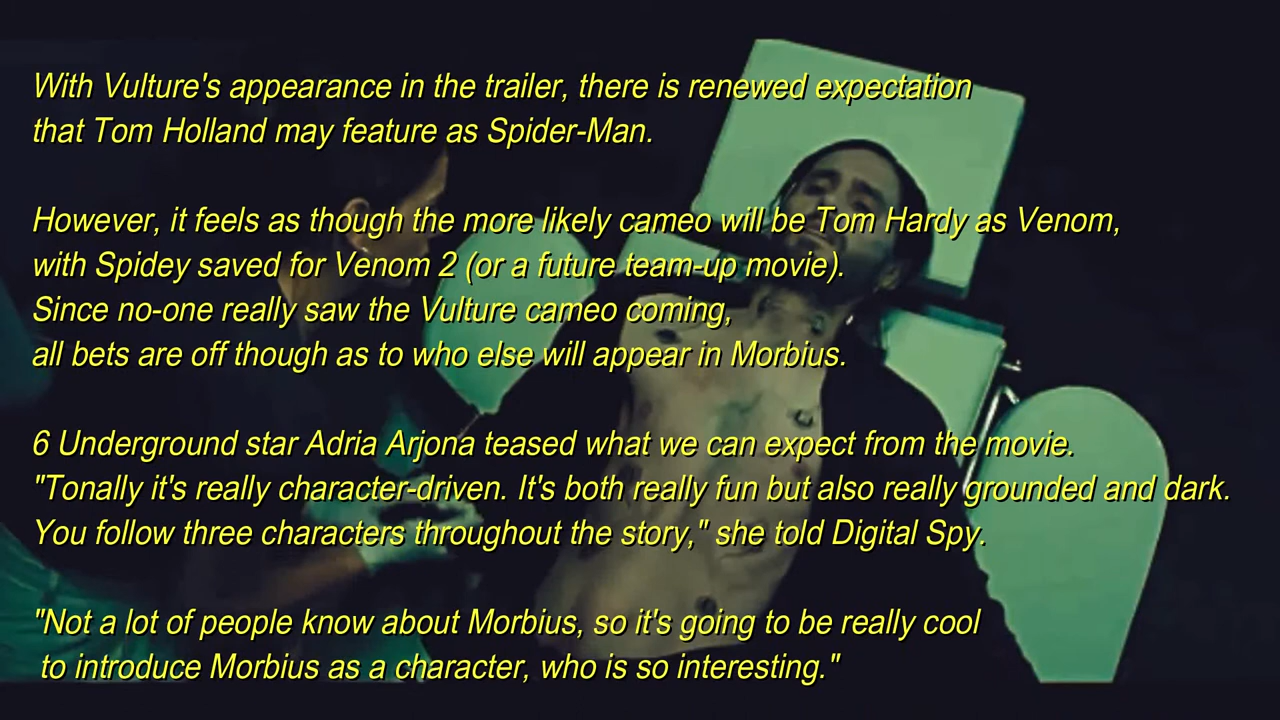 With Vulture's appearance in the trailer, there is renewed expectation
that Tom Holland may feature as Spider-Man.
However, it feels as though the more likely cameo will be Tom Hardy as Venom,
with Spidey saved for Venom 2 (or a future team-up movie).
Since no-one really saw the Vulture cameo coming,
all bets are off though as to who else will appear in Morbius.
6 Underground star Adria Arjona teased what we can expect from the movie.
"Tonally it's really character-driven. It's both really fun but also really grounded and dark.
You follow three characters throughout the story," she told Digital Spy.
"Not a lot of people know about Morbius, so it's going to be really cool
to introduce Morbius as a character, who is so interesting."